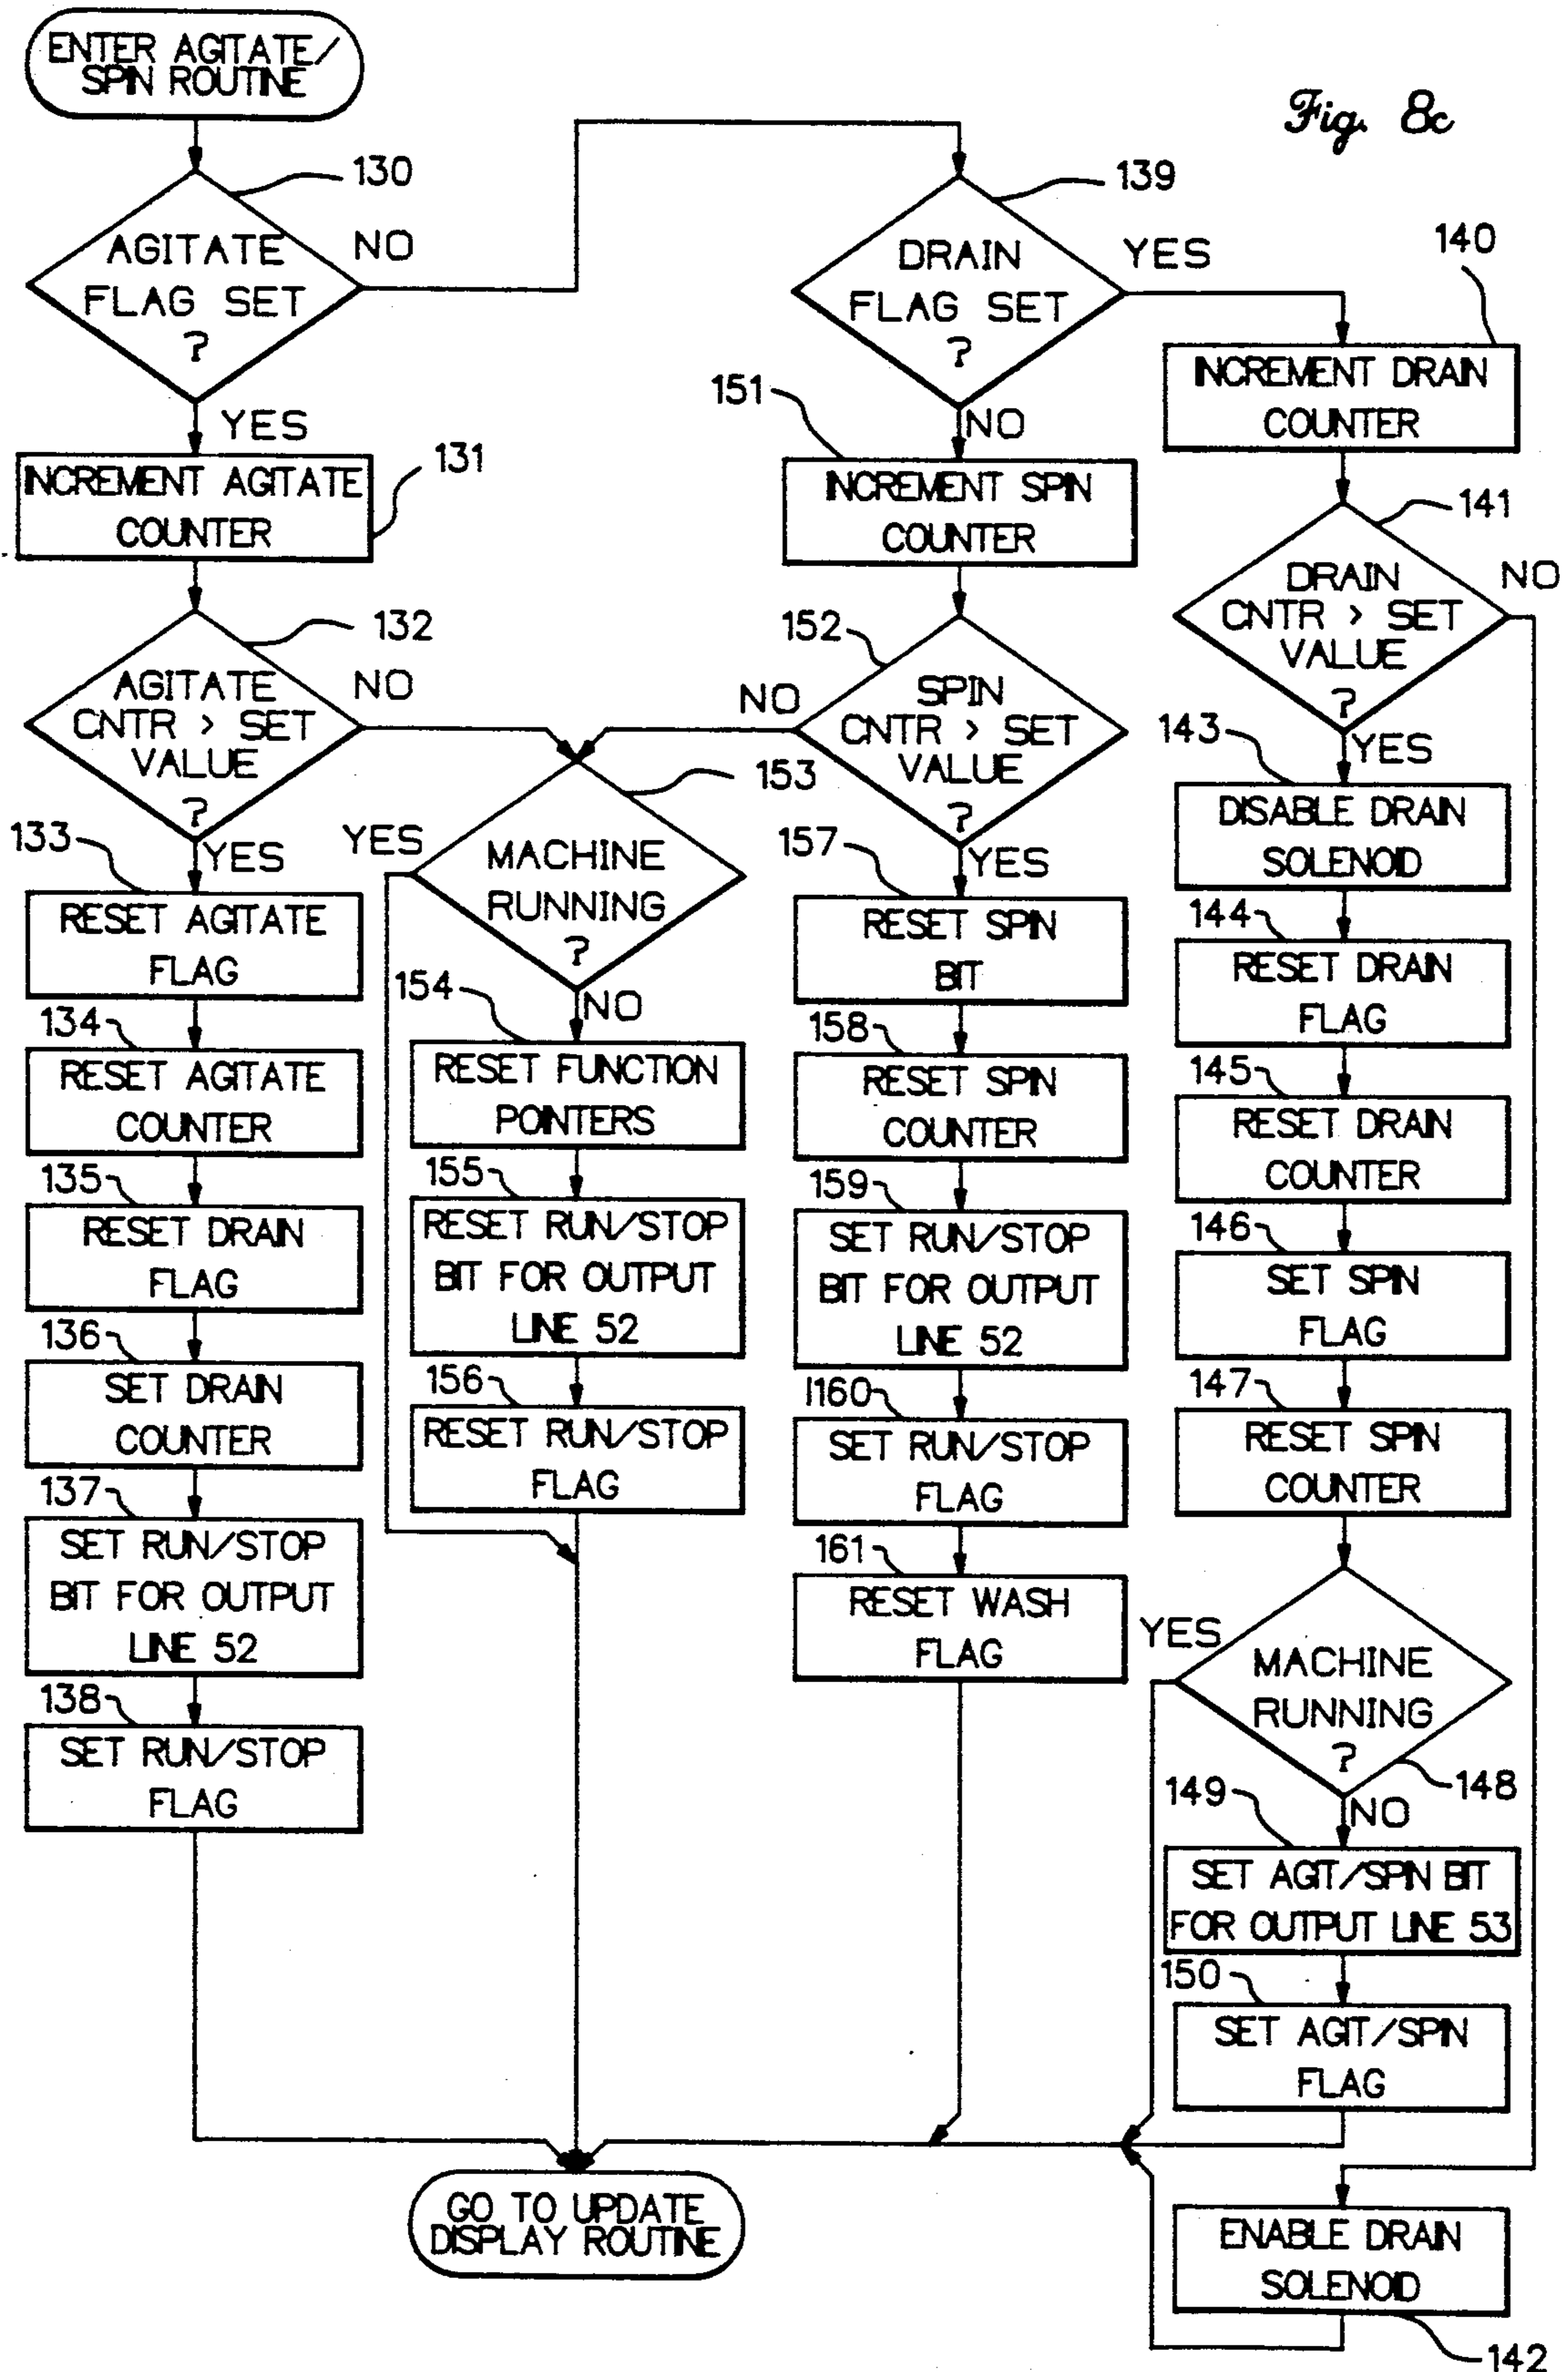 ENTER AGITATE/
SPIN ROUTINE
Fig. 8c
130
AGITATE
FLAG SET
?
NO
YES
131
INCREMENT AGITATE
COUNTER
132
AGITATE
CNTR > SET
VALUE
?
NO
YES
133
RESET AGITATE
FLAG
134
RESET AGITATE
COUNTER
135
RESET DRAIN
FLAG
136
SET DRAIN
COUNTER
137
SET RUN/STOP
BIT FOR OUTPUT
LINE 52
138
SET RUN/STOP
FLAG
153
MACHINE
RUNNING
?
YES
NO
154
RESET FUNCTION
POINTERS
155
RESET RUN/STOP
BIT FOR OUTPUT
LINE 52
156
RESET RUN/STOP
FLAG
GO TO UPDATE
DISPLAY ROUTINE
139
DRAIN
FLAG SET
?
YES
NO
151
INCREMENT SPIN
COUNTER
152
SPIN
CNTR > SET
VALUE
?
NO
YES
157
RESET SPIN
BIT
158
RESET SPIN
COUNTER
159
SET RUN/STOP
BIT FOR OUTPUT
LINE 52
1160
SET RUN/STOP
FLAG
161
RESET WASH
FLAG
140
INCREMENT DRAIN
COUNTER
141
DRAIN
CNTR > SET
VALUE
?
NO
YES
143
DISABLE DRAIN
SOLENOID
144
RESET DRAIN
FLAG
145
RESET DRAIN
COUNTER
146
SET SPIN
FLAG
147
RESET SPIN
COUNTER
YES
MACHINE
RUNNING
?
148
NO
149
SET AGIT/SPIN BIT
FOR OUTPUT LINE 53
150
SET AGIT/SPIN
FLAG
ENABLE DRAIN
SOLENOID
142